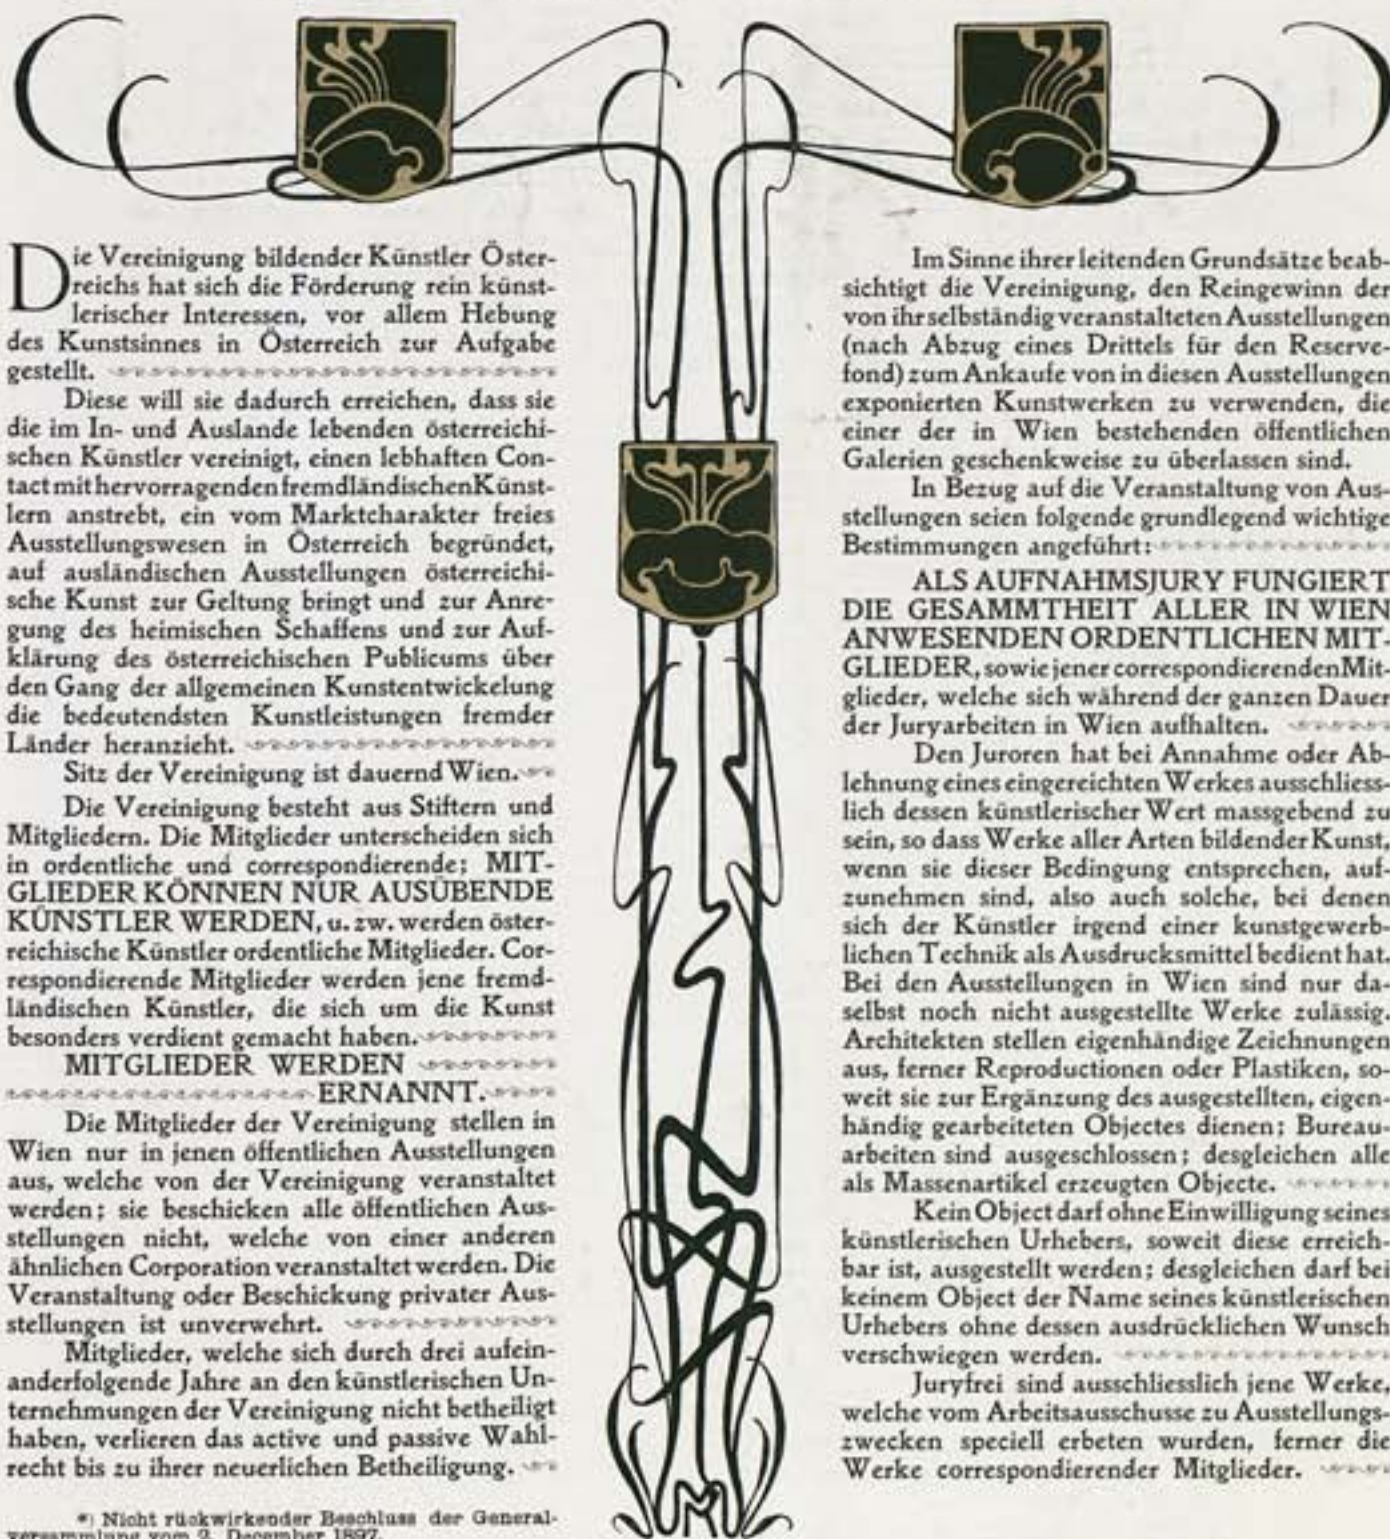 Die Vereinigung bildender Künstler Öster-
reichs hat sich die Förderung rein künst-
lerischer Interessen, vor allem Hebung
des Kunstsinnes in Österreich zur Aufgabe
gestellt.
Diese will sie dadurch erreichen, dass sie
die im In- und Auslande lebenden österreichi-
schen Künstler vereinigt, einen lebhaften Con-
tact mit hervorragenden fremdländischen Künst-
lern anstrebt, ein vom Marktcharakter freies
Ausstellungswesen in Österreich begründet,
auf ausländischen Ausstellungen österreichi-
sche Kunst zur Geltung bringt und zur Anre-
gung des heimischen Schaffens und zur Auf-
klärung des österreichischen Publicums über
den Gang der allgemeinen Kunstentwickelung
die bedeutendsten Kunstleistungen fremder
Länder heranzieht.
Sitz der Vereinigung ist dauernd Wien.
Die Vereinigung besteht aus Stiftern und
Mitgliedern. Die Mitglieder unterscheiden sich
in ordentliche und correspondierende; MIT-
GLIEDER KÖNNEN NUR AUSÜBENDE
KÜNSTLER WERDEN, u. zw. werden öster-
reichische Künstler ordentliche Mitglieder. Cor-
respondierende Mitglieder werden jene fremd-
ländischen Künstler, die sich um die Kunst
besonders verdient gemacht haben.
MITGLIEDER WERDEN
ERNANNT.
Die Mitglieder der Vereinigung stellen in
Wien nur in jenen öffentlichen Ausstellungen
aus, welche von der Vereinigung veranstaltet
werden; sie beschicken alle öffentlichen Aus-
stellungen nicht, welche von einer anderen
ähnlichen Corporation veranstaltet werden. Die
Veranstaltung oder Beschickung privater Aus-
stellungen ist unverwehrt.
Mitglieder, welche sich durch drei aufein-
anderfolgende Jahre an den künstlerischen Un-
ternehmungen der Vereinigung nicht betheiligt
haben, verlieren das active und passive Wahl-
recht bis zu ihrer neuerlichen Betheiligung.
*) Nicht rückwirkender Beschluss der General-
versammlung vom 2. December 1897.
Im Sinne ihrer leitenden Grundsätze beab-
sichtigt die Vereinigung, den Reingewinn der
von ihr selbständig veranstalteten Ausstellungen
(nach Abzug eines Drittels für den Reserve-
fond) zum Ankaufe von in diesen Ausstellungen
exponierten Kunstwerken zu verwenden, die
einer der in Wien bestehenden öffentlichen
Galerien geschenkweise zu überlassen sind.
In Bezug auf die Veranstaltung von Aus-
stellungen seien folgende grundlegend wichtige
Bestimmungen angeführt:
ALS AUFNAHMSJURY FUNGIERT
DIE GESAMMTHEIT ALLER IN WIEN
ANWESENDEN ORDENTLICHEN MIT-
GLIEDER, sowie jener correspondierenden Mit-
glieder, welche sich während der ganzen Dauer
der Juryarbeiten in Wien aufhalten.
Den Juroren hat bei Annahme oder Ab-
lehnung eines eingereichten Werkes ausschliess-
lich dessen künstlerischer Wert massgebend zu
sein, so dass Werke aller Arten bildender Kunst,
wenn sie dieser Bedingung entsprechen, auf-
zunehmen sind, also auch solche, bei denen
sich der Künstler irgend einer kunstgewerb-
lichen Technik als Ausdrucksmittel bedient hat.
Bei den Ausstellungen in Wien sind nur da-
selbst noch nicht ausgestellte Werke zulässig.
Architekten stellen eigenhändige Zeichnungen
aus, ferner Reproductionen oder Plastiken, so-
weit sie zur Ergänzung des ausgestellten, eigen-
händig gearbeiteten Objectes dienen; Bureau-
arbeiten sind ausgeschlossen; desgleichen alle
als Massenartikel erzeugten Objecte.
Kein Object darf ohne Einwilligung seines
künstlerischen Urhebers, soweit diese erreich-
bar ist, ausgestellt werden; desgleichen darf bei
keinem Object der Name seines künstlerischen
Urhebers ohne dessen ausdrücklichen Wunsch
verschwiegen werden.
Juryfrei sind ausschliesslich jene Werke,
welche vom Arbeitsausschusse zu Ausstellungs-
zwecken speciell erbeten wurden, ferner die
Werke correspondierender Mitglieder.